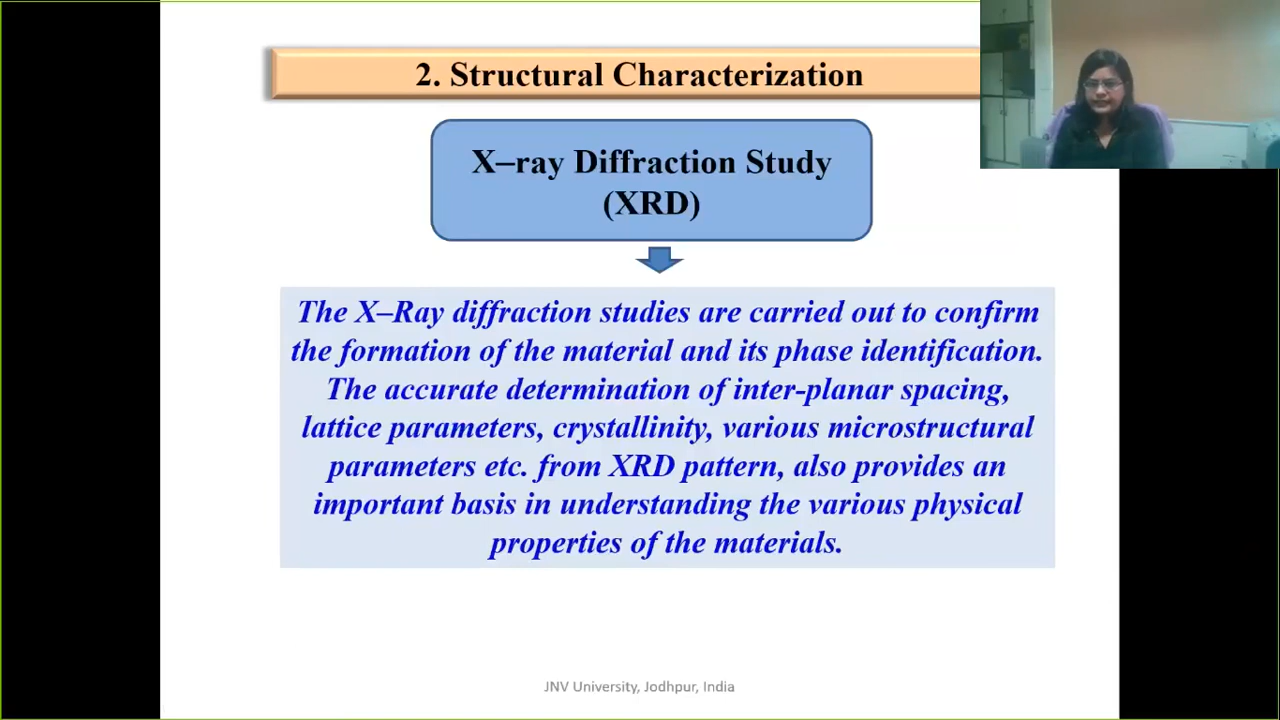 2. Structural Characterization
X–ray Diffraction Study
(XRD)
The X–Ray diffraction studies are carried out to confirm
the formation of the material and its phase identification.
The accurate determination of inter-planar spacing,
lattice parameters, crystallinity, various microstructural
parameters etc. from XRD pattern, also provides an
important basis in understanding the various physical
properties of the materials.
JNV University, Jodhpur, India